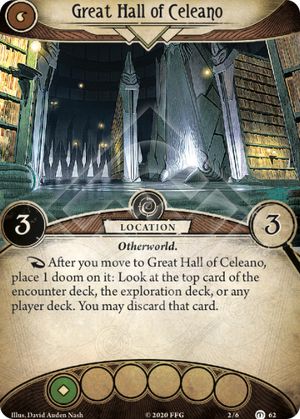 Great Hall of Celeano
3
3
LOCATION
Otherworld.
After you move to Great Hall of Celeano,
place 1 doom on it: Look at the top card of the
encounter deck, the exploration deck, or any
player deck. You may discard that card.
Illus. David Auden Nash
© 2020 FFG
2/6
62